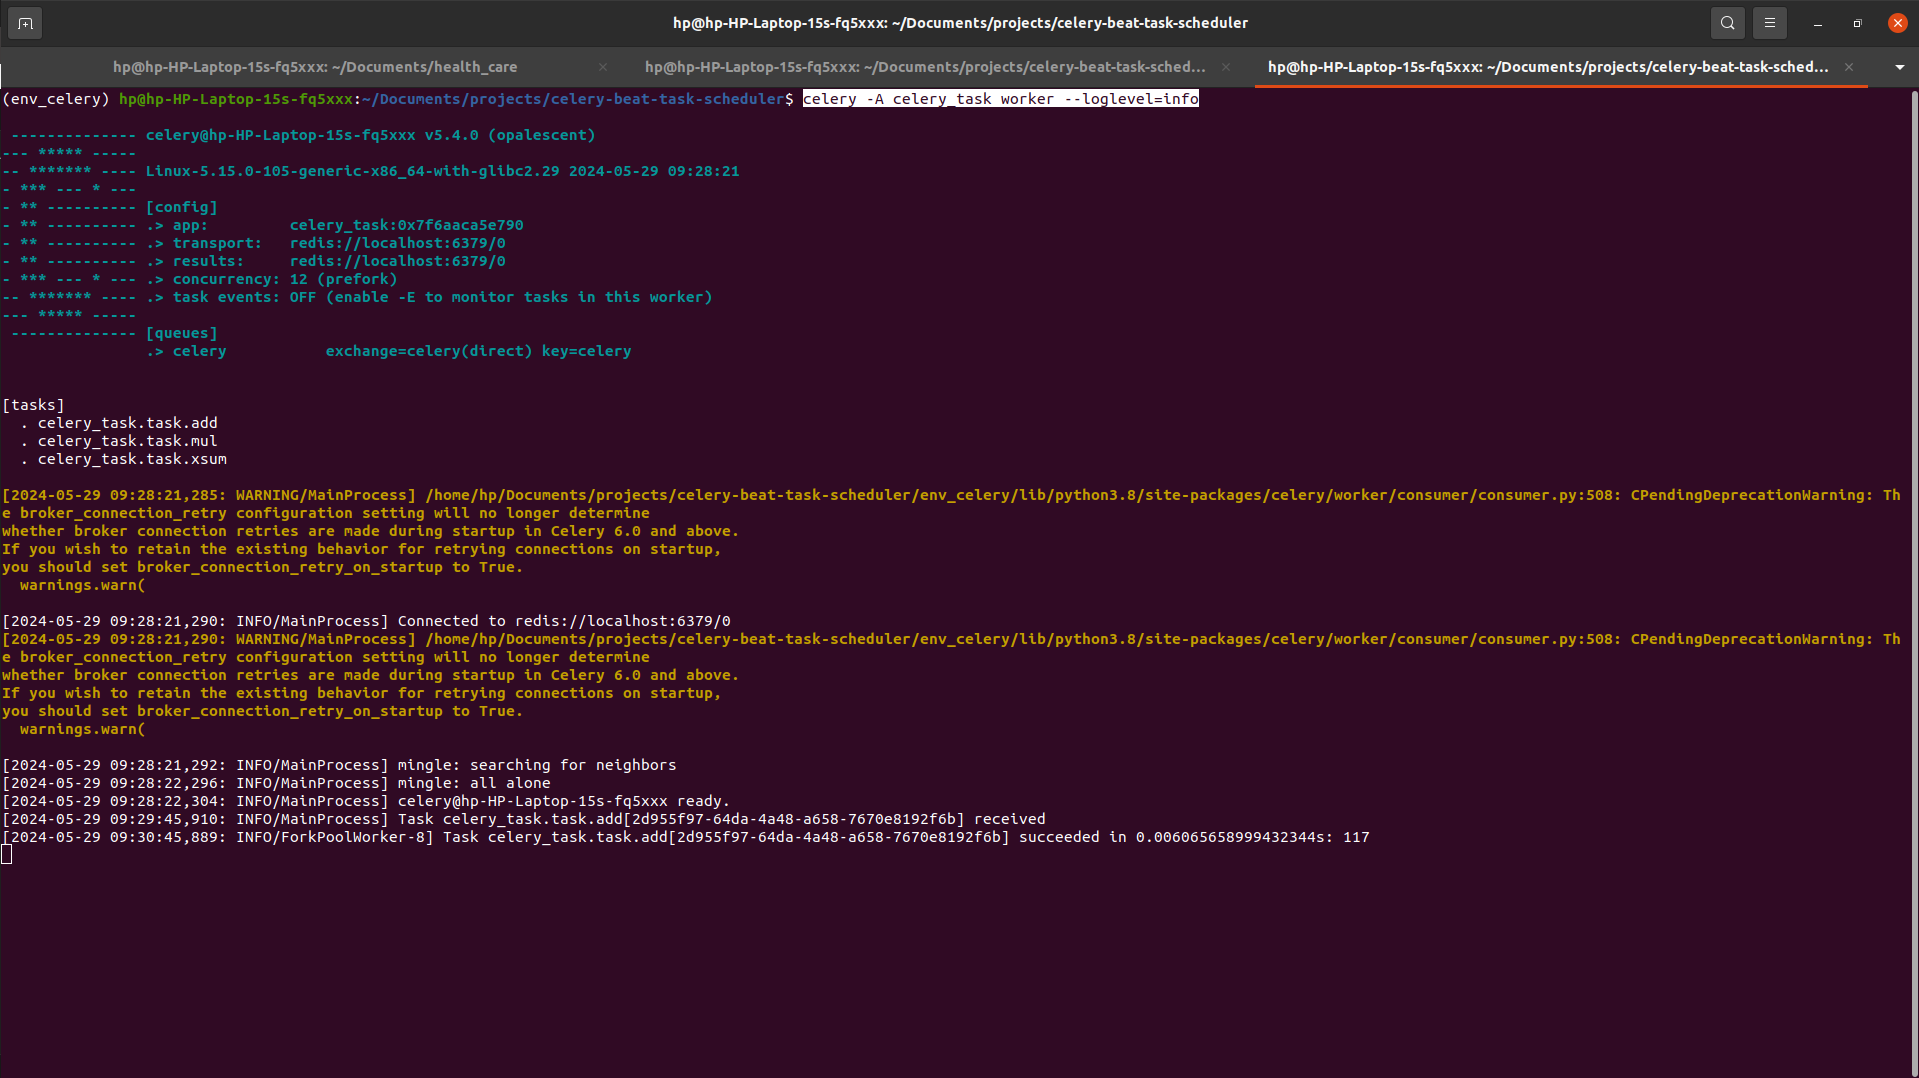 hp@hp-HP-Laptop-15s-fq5xxx: ~/Documents/projects/celery-beat-task-scheduler
hp@hp-HP-Laptop-15s-fq5xxx: ~/Documents/health_care
hp@hp-HP-Laptop-15s-fq5xxx: ~/Documents/projects/celery-beat-task-sched...
hp@hp-HP-Laptop-15s-fq5xxx: ~/Documents/projects/celery-beat-task-sched...
(env_celery) hp@hp-HP-Laptop-15s-fq5xxx:~/Documents/projects/celery-beat-task-scheduler$ celery -A celery_task worker --loglevel=info
 -------------- celery@hp-HP-Laptop-15s-fq5xxx v5.4.0 (opalescent)
--- ***** -----
-- ******* ---- Linux-5.15.0-105-generic-x86_64-with-glibc2.29 2024-05-29 09:28:21
- *** --- * ---
- ** ---------- [config]
- ** ---------- .> app:         celery_task:0x7f6aaca5e790
- ** ---------- .> transport:   redis://localhost:6379/0
- ** ---------- .> results:     redis://localhost:6379/0
- *** --- * --- .> concurrency: 12 (prefork)
-- ******* ---- .> task events: OFF (enable -E to monitor tasks in this worker)
--- ***** -----
 -------------- [queues]
                .> celery           exchange=celery(direct) key=celery
[tasks]
  . celery_task.task.add
  . celery_task.task.mul
  . celery_task.task.xsum
[2024-05-29 09:28:21,285: WARNING/MainProcess] /home/hp/Documents/projects/celery-beat-task-scheduler/env_celery/lib/python3.8/site-packages/celery/worker/consumer/consumer.py:508: CPendingDeprecationWarning: Th
e broker_connection_retry configuration setting will no longer determine
whether broker connection retries are made during startup in Celery 6.0 and above.
If you wish to retain the existing behavior for retrying connections on startup,
you should set broker_connection_retry_on_startup to True.
  warnings.warn(
[2024-05-29 09:28:21,290: INFO/MainProcess] Connected to redis://localhost:6379/0
[2024-05-29 09:28:21,290: WARNING/MainProcess] /home/hp/Documents/projects/celery-beat-task-scheduler/env_celery/lib/python3.8/site-packages/celery/worker/consumer/consumer.py:508: CPendingDeprecationWarning: Th
e broker_connection_retry configuration setting will no longer determine
whether broker connection retries are made during startup in Celery 6.0 and above.
If you wish to retain the existing behavior for retrying connections on startup,
you should set broker_connection_retry_on_startup to True.
  warnings.warn(
[2024-05-29 09:28:21,292: INFO/MainProcess] mingle: searching for neighbors
[2024-05-29 09:28:22,296: INFO/MainProcess] mingle: all alone
[2024-05-29 09:28:22,304: INFO/MainProcess] celery@hp-HP-Laptop-15s-fq5xxx ready.
[2024-05-29 09:29:45,910: INFO/MainProcess] Task celery_task.task.add[2d955f97-64da-4a48-a658-7670e8192f6b] received
[2024-05-29 09:30:45,889: INFO/ForkPoolWorker-8] Task celery_task.task.add[2d955f97-64da-4a48-a658-7670e8192f6b] succeeded in 0.006065658999432344s: 117